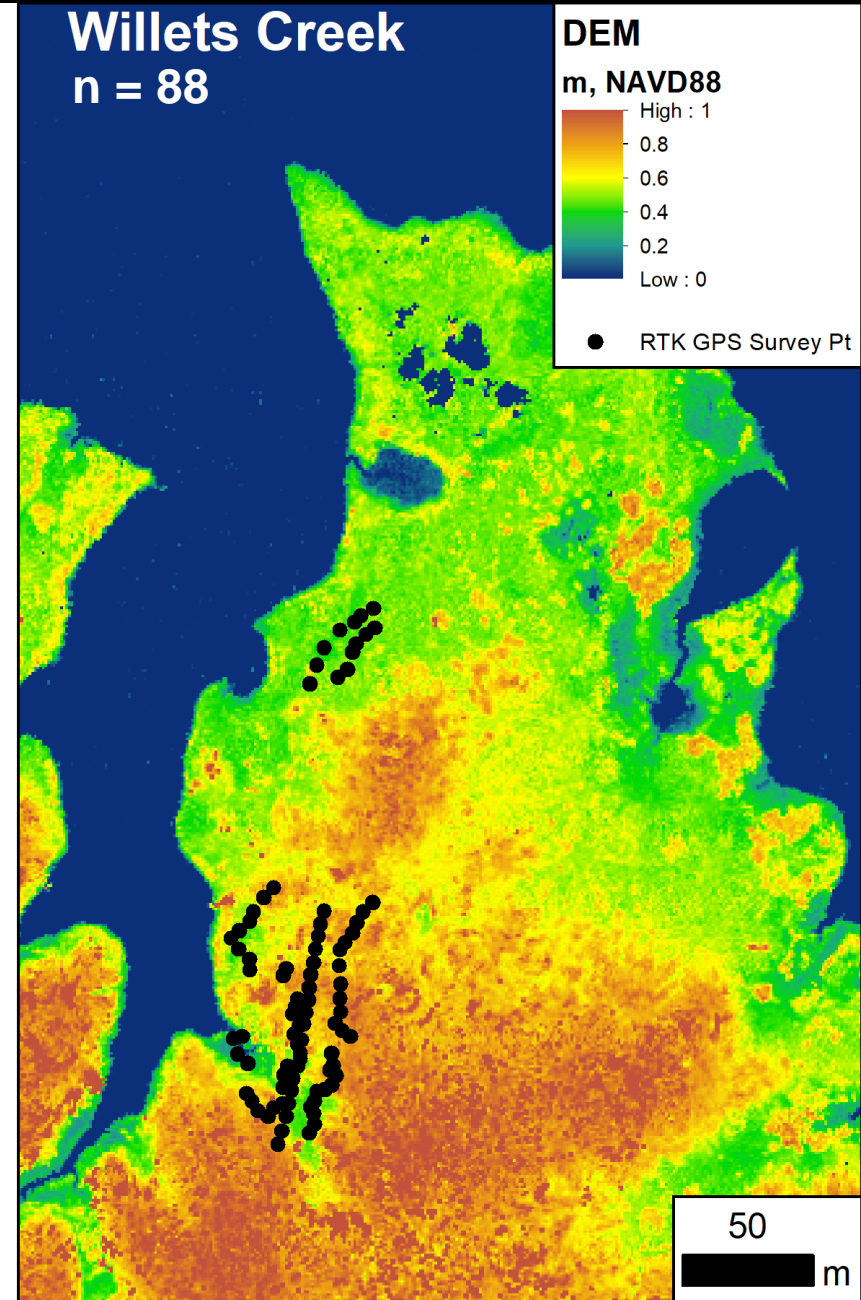 Willets Creek
n = 88
DEM
m, NAVD88
High : 1
0.8
0.6
0.4
0.2
Low : 0
RTK GPS Survey Pt
50
m